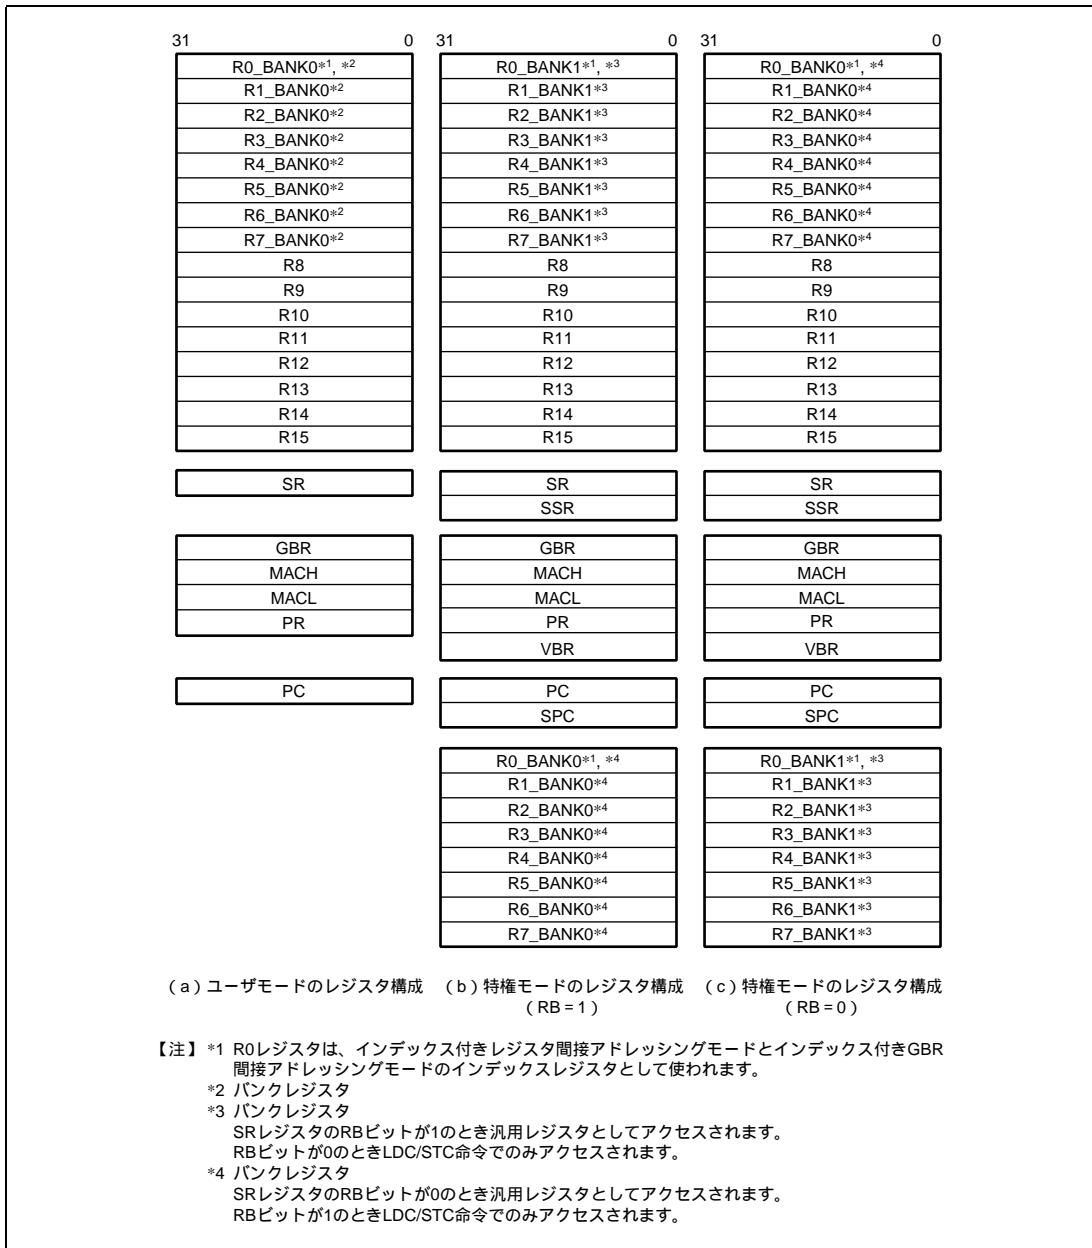 31 0 31 0 31 0
R0_BANK0*1, *2 R0_BANK1*1, *3 R0_BANK0*1, *4
R1_BANK0*2 R1_BANK1*3 R1_BANK0*4
R2_BANK0*2 R2_BANK1*3 R2_BANK0*4
R3_BANK0*2 R3_BANK1*3 R3_BANK0*4
R4_BANK0*2 R4_BANK1*3 R4_BANK0*4
R5_BANK0*2 R5_BANK1*3 R5_BANK0*4
R6_BANK0*2 R6_BANK1*3 R6_BANK0*4
R7_BANK0*2 R7_BANK1*3 R7_BANK0*4
R8 R8 R8
R9 R9 R9
R10 R10 R10
R11 R11 R11
R12 R12 R12
R13 R13 R13
R14 R14 R14
R15 R15 R15
SR SR SR
SSR SSR
GBR GBR GBR
MACH MACH MACH
MACL MACL MACL
PR PR PR
VBR VBR
PC PC PC
SPC SPC
R0_BANK0*1, *4 R0_BANK1*1, *3
R1_BANK0*4 R1_BANK1*3
R2_BANK0*4 R2_BANK1*3
R3_BANK0*4 R3_BANK1*3
R4_BANK0*4 R4_BANK1*3
R5_BANK0*4 R5_BANK1*3
R6_BANK0*4 R6_BANK1*3
R7_BANK0*4 R7_BANK1*3
（a）ユーザモードのレジスタ構成 （b）特権モードのレジスタ構成 （c）特権モードのレジスタ構成
（RB = 1） （RB = 0）
【注】*1 R0レジスタは、インデックス付きレジスタ間接アドレッシングモードとインデックス付きGBR
間接アドレッシングモードのインデックスレジスタとして使われます。
*2 バンクレジスタ
*3 バンクレジスタ
SRレジスタのRBビットが1のとき汎用レジスタとしてアクセスされます。
RBビットが0のときLDC/STC命令でのみアクセスされます。
*4 バンクレジスタ
SRレジスタのRBビットが0のとき汎用レジスタとしてアクセスされます。
RBビットが1のときLDC/STC命令でのみアクセスされます。